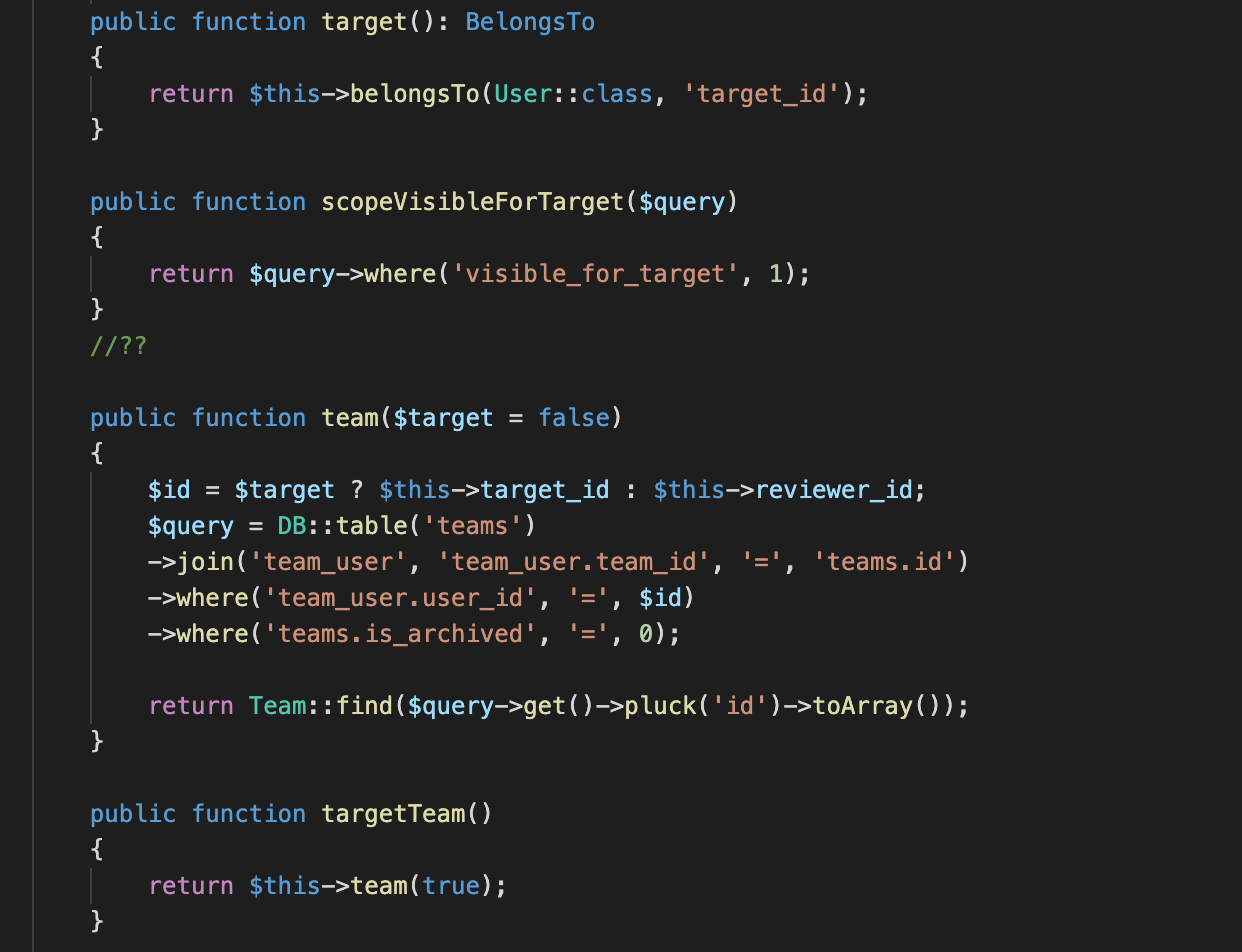 public function target(): BelongsTo
{
return $this->belongsTo(User::class, 'target_id');
}
public function scopeVisibleForTarget($query)
{
return $query->where('visible_for_target', 1);
}
//??
public function team($target = false)
{
$id = $target ? $this->target_id : $this->reviewer_id;
$query = DB::table('teams')
->join('team_user', 'team_user.team_id', '=', 'teams.id')
->where('team_user.user_id', '=', $id)
->where('teams.is_archived', '=', 0);
return Team::find($query->get()->pluck('id')->toArray());
}
public function targetTeam()
{
return $this->team(true);
}